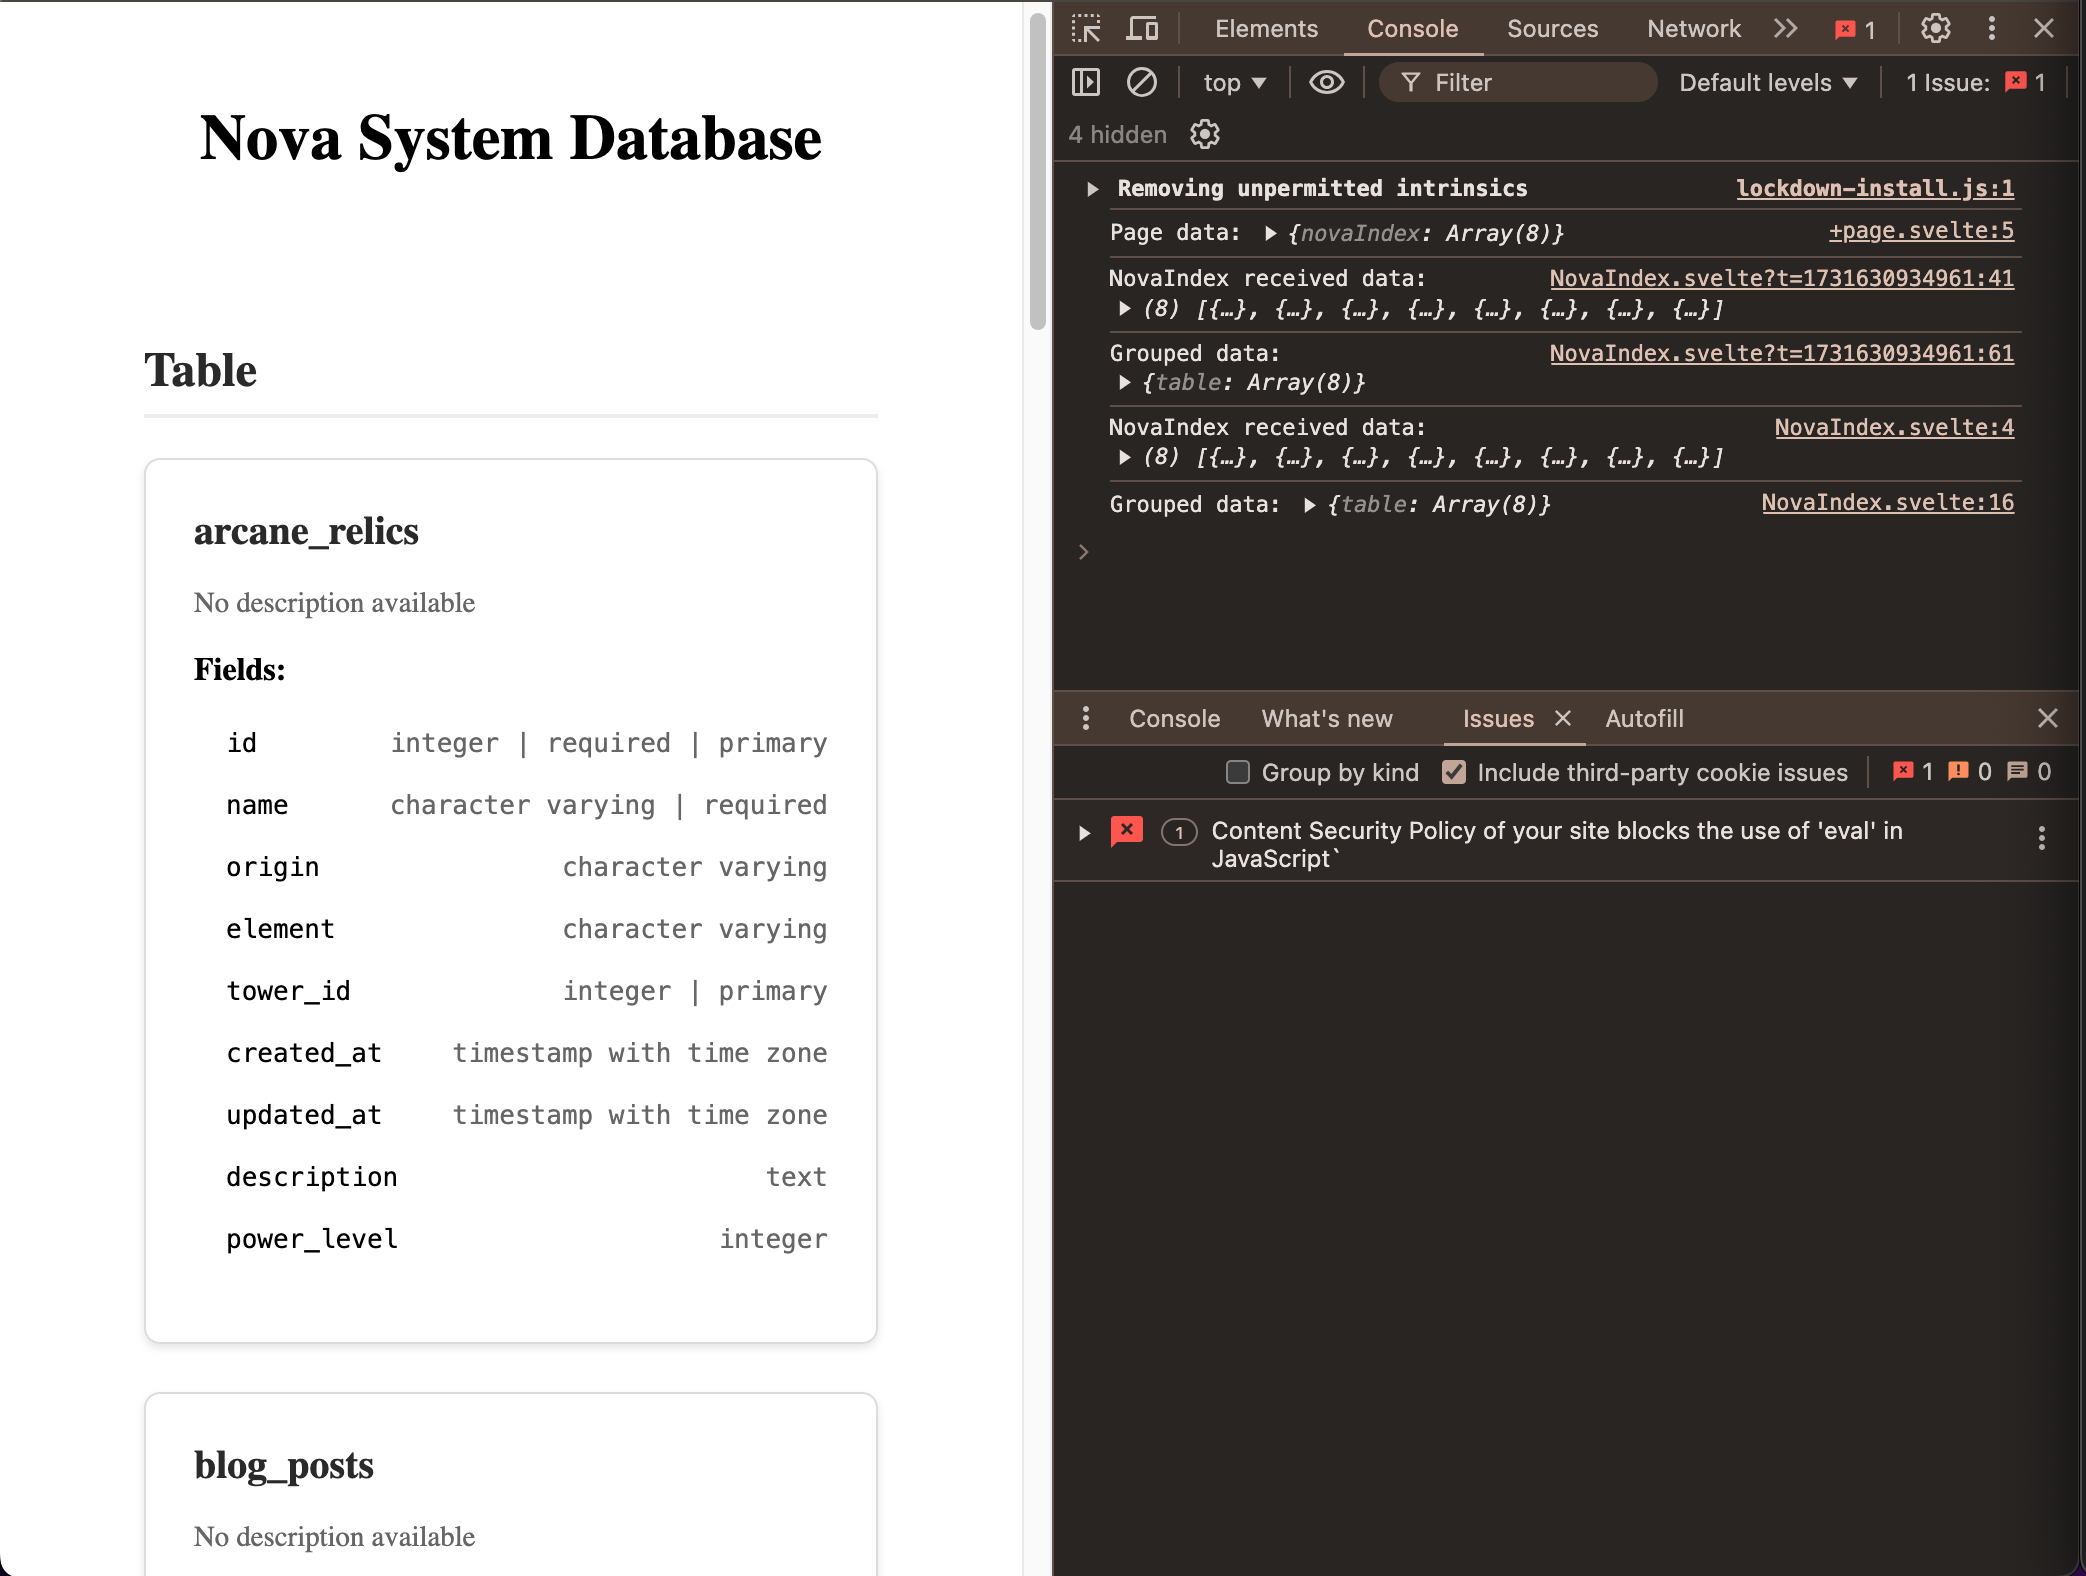 Nova System Database
Table
arcane_relics
No description available
Fields:
id integer | required | primary
name character varying | required
origin character varying
element character varying
tower_id integer | primary
created_at timestamp with time zone
updated_at timestamp with time zone
description text
power_level integer
blog_posts
No description available
Elements Console Sources Network 1
top Filter Default levels 1 Issue: 1
4 hidden
Removing unpermitted intrinsics lockdown-install.js:1
Page data: {novaIndex: Array(8)} +page.svelte:5
NovaIndex received data: NovaIndex.svelte?t=1731630934961:41
(8) [{…}, {…}, {…}, {…}, {…}, {…}, {…}, {…}]
Grouped data: NovaIndex.svelte?t=1731630934961:61
{table: Array(8)}
NovaIndex received data: NovaIndex.svelte:4
(8) [{…}, {…}, {…}, {…}, {…}, {…}, {…}, {…}]
Grouped data: {table: Array(8)} NovaIndex.svelte:16
Console What's new Issues Autofill
Group by kind Include third-party cookie issues 1 0 0
1 Content Security Policy of your site blocks the use of 'eval' in
JavaScript`